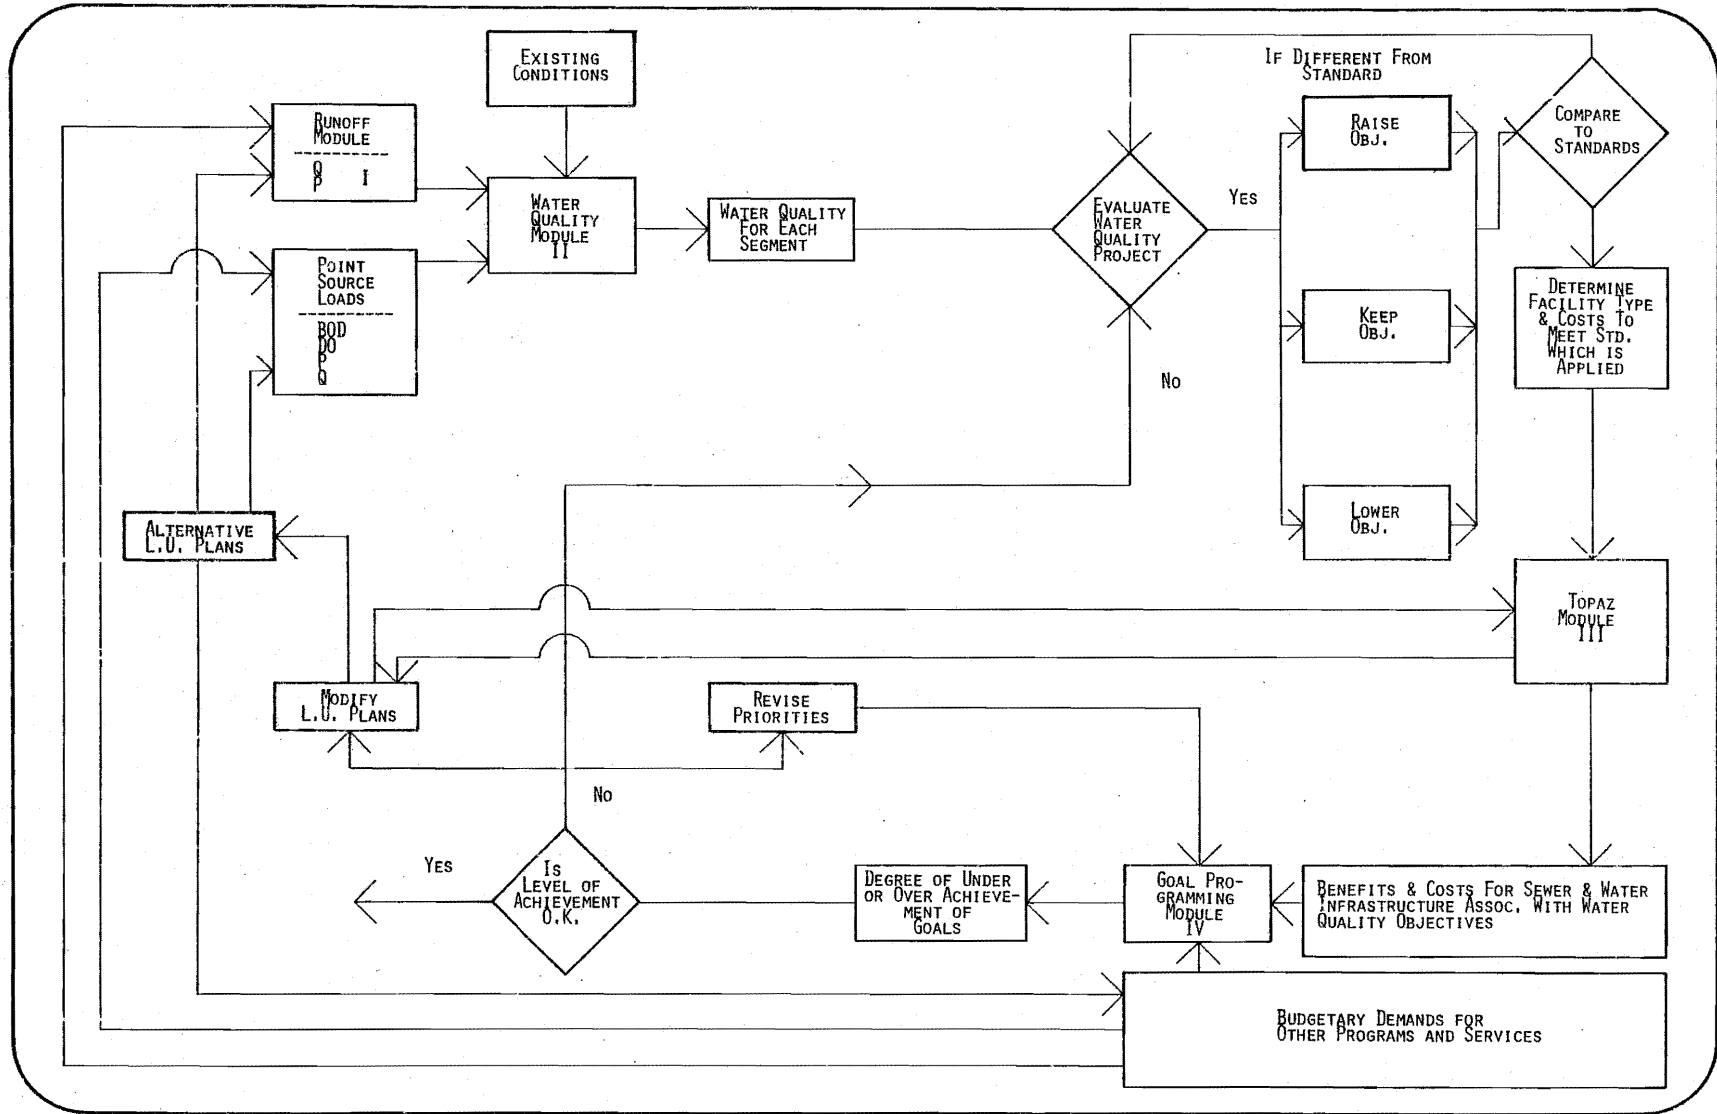 EXISTING
CONDITIONS
IF DIFFERENT FROM
STANDARD
RUNOFF
MODULE
Q
P I
RAISE
OBJ.
COMPARE
TO
STANDARDS
WATER
QUALITY
MODULE
II
WATER QUALITY
FOR EACH
SEGMENT
EVALUATE
WATER
QUALITY
PROJECT
YES
POINT
SOURCE
LOADS
BOD
DO
P
Q
KEEP
OBJ.
DETERMINE
FACILITY TYPE
& COSTS TO
MEET STD.
WHICH IS
APPLIED
NO
LOWER
OBJ.
ALTERNATIVE
L.U. PLANS
TOPAZ
MODULE
III
MODIFY
L.U. PLANS
REVISE
PRIORITIES
NO
YES
IS
LEVEL OF
ACHIEVEMENT
O.K.
DEGREE OF UNDER
OR OVER ACHIEVE-
MENT OF
GOALS
GOAL PRO-
GRAMMING
MODULE
IV
BENEFITS & COSTS FOR SEWER & WATER
INFRASTRUCTURE ASSOC. WITH WATER
QUALITY OBJECTIVES
BUDGETARY DEMANDS FOR
OTHER PROGRAMS AND SERVICES